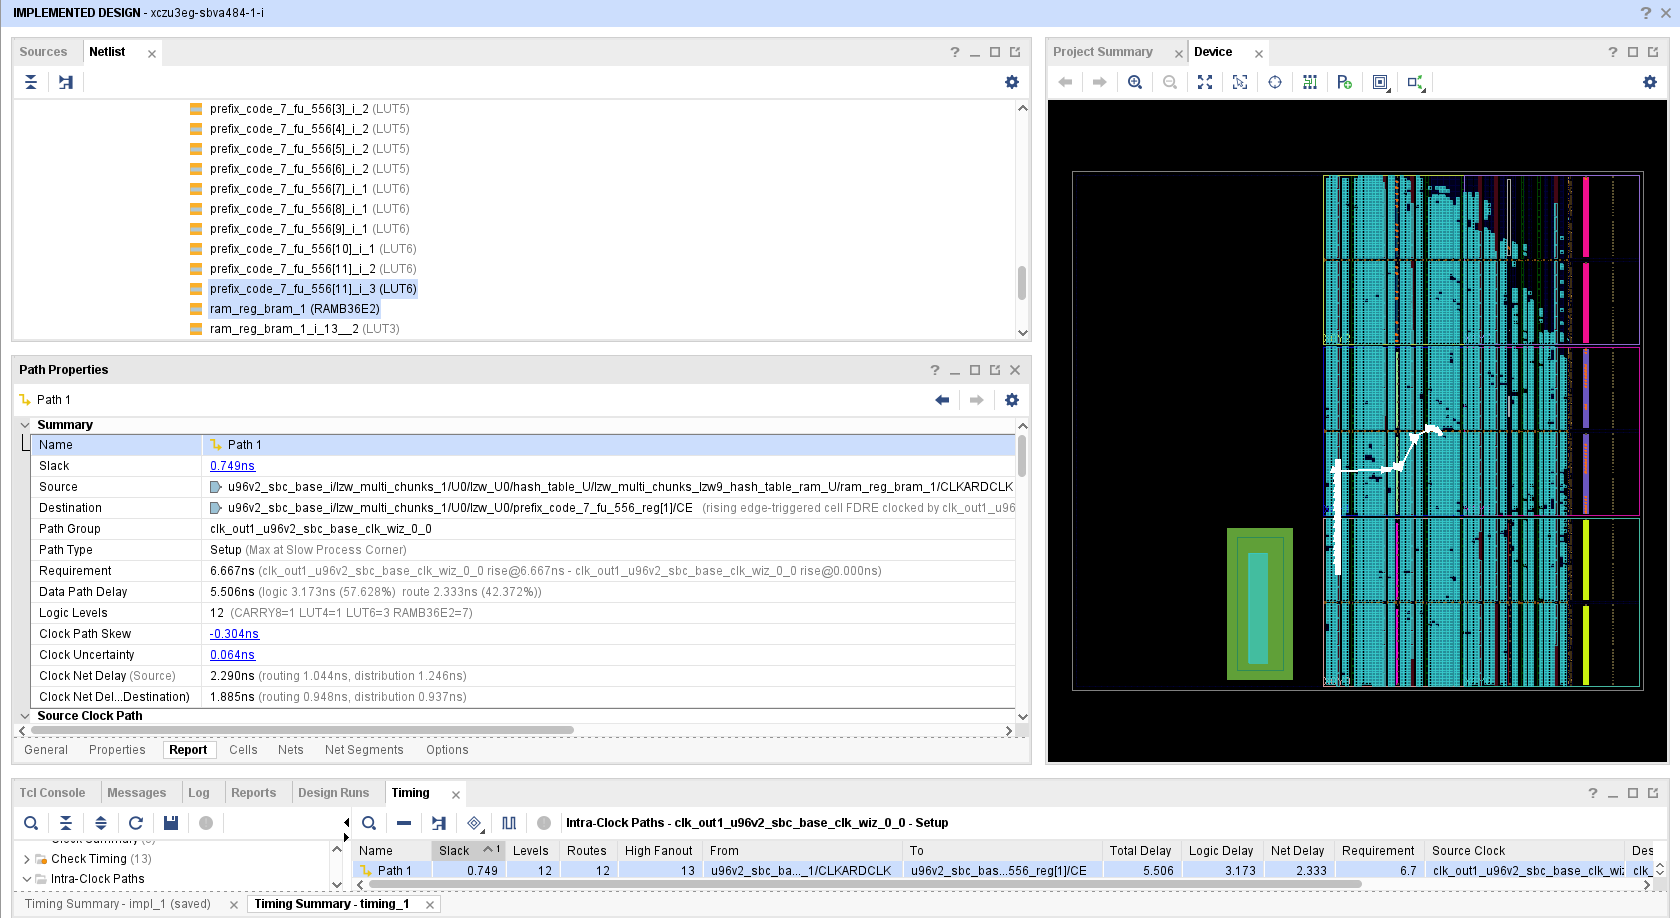 IMPLEMENTED DESIGN - xczu3eg-sbva484-1-i
Sources
Netlist
prefix_code_7_fu_556[3]_i_2 (LUT5)
prefix_code_7_fu_556[4]_i_2 (LUT5)
prefix_code_7_fu_556[5]_i_2 (LUT5)
prefix_code_7_fu_556[6]_i_2 (LUT5)
prefix_code_7_fu_556[7]_i_1 (LUT6)
prefix_code_7_fu_556[8]_i_1 (LUT6)
prefix_code_7_fu_556[9]_i_1 (LUT6)
prefix_code_7_fu_556[10]_i_1 (LUT6)
prefix_code_7_fu_556[11]_i_2 (LUT6)
prefix_code_7_fu_556[11]_i_3 (LUT6)
ram_reg_bram_1 (RAMB36E2)
ram_reg_bram_1_i_13__2 (LUT3)
Path Properties
Path 1
Summary
Name Path 1
Slack 0.749ns
Source u96v2_sbc_base_i/lzw_multi_chunks_1/U0/lzw_U0/hash_table_U/lzw_multi_chunks_lzw9_hash_table_ram_U/ram_reg_bram_1/CLKARDCLK
Destination u96v2_sbc_base_i/lzw_multi_chunks_1/U0/lzw_U0/prefix_code_7_fu_556_reg[1]/CE (rising edge-triggered cell FDRE clocked by clk_out1_u96
Path Group clk_out1_u96v2_sbc_base_clk_wiz_0_0
Path Type Setup (Max at Slow Process Corner)
Requirement 6.667ns (clk_out1_u96v2_sbc_base_clk_wiz_0_0 rise@6.667ns - clk_out1_u96v2_sbc_base_clk_wiz_0_0 rise@0.000ns)
Data Path Delay 5.506ns (logic 3.173ns (57.628%) route 2.333ns (42.372%))
Logic Levels 12 (CARRY8=1 LUT4=1 LUT6=3 RAMB36E2=7)
Clock Path Skew -0.304ns
Clock Uncertainty 0.064ns
Clock Net Delay (Source) 2.290ns (routing 1.044ns, distribution 1.246ns)
Clock Net Del...Destination) 1.885ns (routing 0.948ns, distribution 0.937ns)
Source Clock Path
General Properties Report Cells Nets Net Segments Options
Project Summary
Device
Tcl Console Messages Log Reports Design Runs Timing
Check Timing (13)
Intra-Clock Paths
Intra-Clock Paths - clk_out1_u96v2_sbc_base_clk_wiz_0_0 - Setup
Name Slack 1 Levels Routes High Fanout From To Total Delay Logic Delay Net Delay Requirement Source Clock Des
Path 1 0.749 12 12 13 u96v2_sbc_ba..._1/CLKARDCLK u96v2_sbc_bas...556_reg[1]/CE 5.506 3.173 2.333 6.7 clk_out1_u96v2_sbc_base_clk_wiz clk_
Timing Summary - impl_1 (saved)
Timing Summary - timing_1